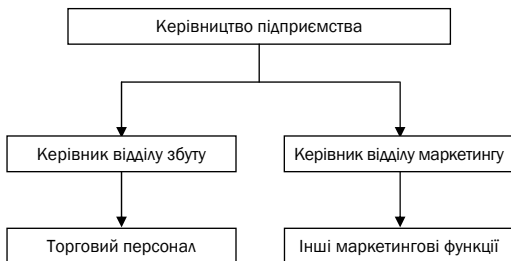 Керівництво підприємства
Керівник відділу збуту
Керівник відділу маркетингу
Торговий персонал
Інші маркетингові функції